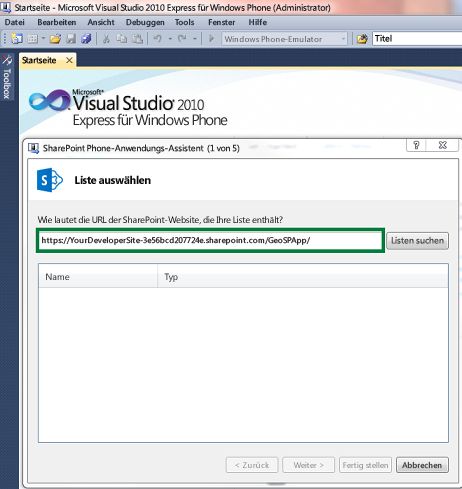 Startseite - Microsoft Visual Studio 2010 Express für Windows Phone (Administrator)
Datei Bearbeiten Ansicht Debuggen Tools Fenster Hilfe
Windows Phone-Emulator Titel
Toolbox
Startseite X
Microsoft®
Visual Studio® 2010
Express für Windows Phone
SharePoint Phone-Anwendungs-Assistent (1 von 5)
Liste auswählen
Wie lautet die URL der SharePoint-Website, die Ihre Liste enthält?
https://YourDeveloperSite-3e56bcd207724e.sharepoint.com/GeoSPApp/ Listen suchen
Name Typ
< Zurück Weiter > Fertig stellen Abbrechen